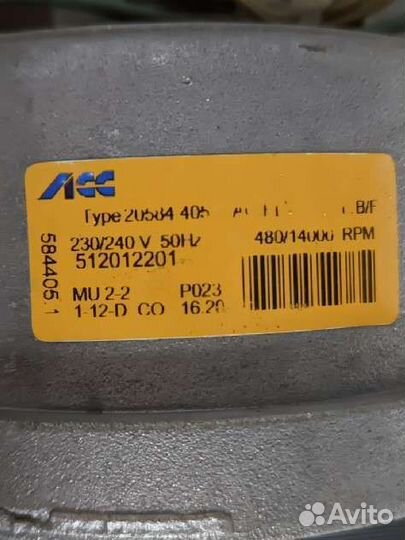 ACC
Type 20584 405
B/F
230/240 V 50Hz 480/14000 RPM
512012201
MU 2-2 P023
1-12-D CO 16.20
584405.1
Avito